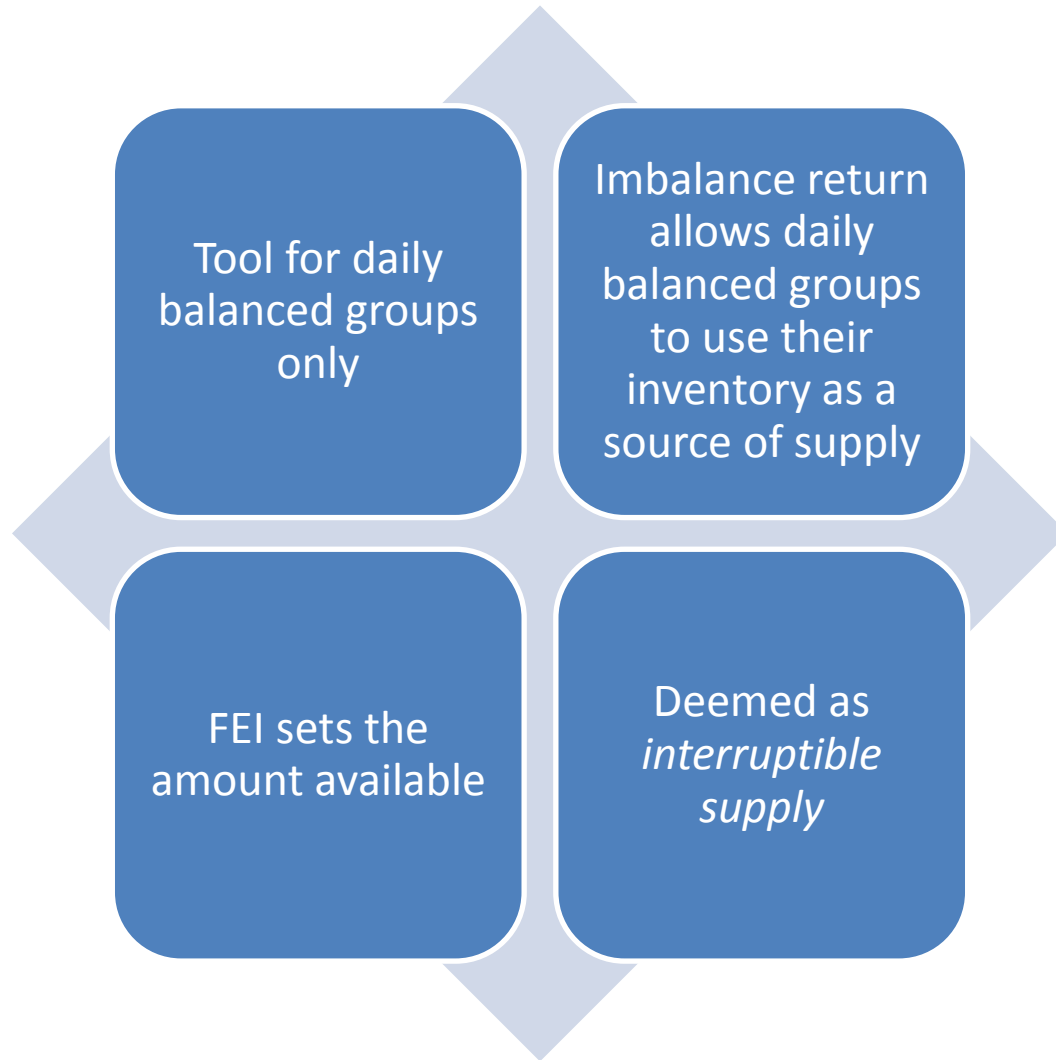 Tool for daily
balanced groups
only
Imbalance return
allows daily
balanced groups
to use their
inventory as a
source of supply
FEI sets the
amount available
Deemed as
interruptible
supply